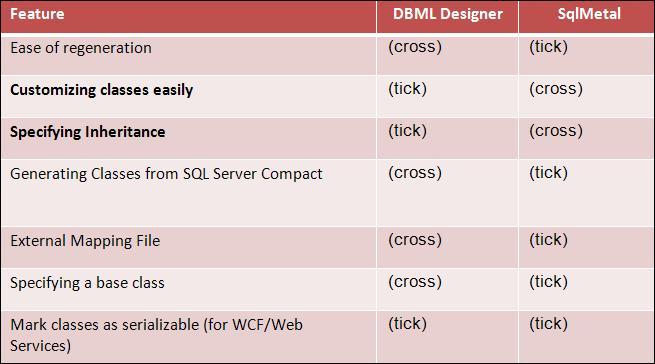 Feature DBML Designer SqlMetal
Ease of regeneration (cross) (tick)
Customizing classes easily (tick) (cross)
Specifying Inheritance (tick) (cross)
Generating Classes from SQL Server Compact (cross) (tick)
External Mapping File (cross) (tick)
Specifying a base class (cross) (tick)
Mark classes as serializable (for WCF/Web (tick) (tick)
Services)